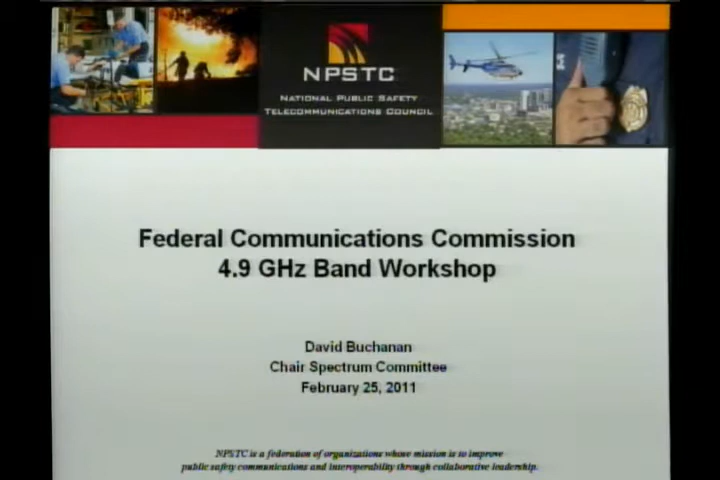 NPSTC
NATIONAL PUBLIC SAFETY
TELECOMMUNICATIONS COUNCIL
Federal Communications Commission
4.9 GHz Band Workshop
David Buchanan
Chair Spectrum Committee
February 25, 2011
NPSTC is a federation of organizations whose mission is to improve
public safety communications and interoperability through collaborative leadership.